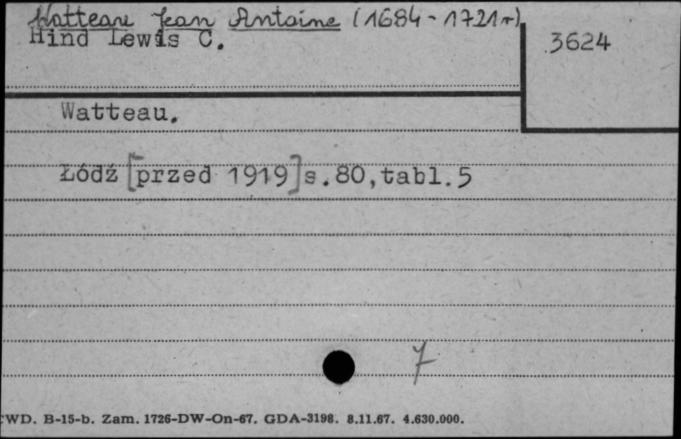 Watteau Jean Antoine (1684-1721r)
Hind Lewis C.
3624
Watteau.
Łódź [przed 1919] s.80,tabl.5
7
CWD. B-15-b. Zam. 1726-DW-On-67. GDA-3198. 8.11.67. 4.630.000.